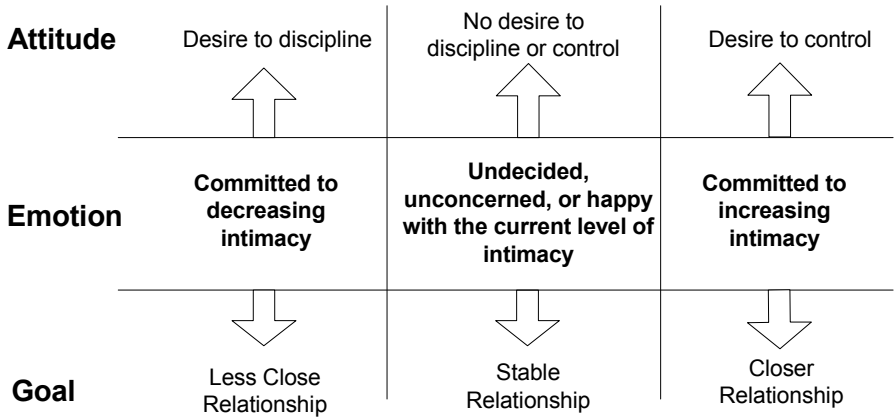 Attitude
Desire to discipline
No desire to
discipline or control
Desire to control
Emotion
Committed to
decreasing
intimacy
Undecided,
unconcerned, or happy
with the current level of
intimacy
Committed to
increasing
intimacy
Goal
Less Close
Relationship
Stable
Relationship
Closer
Relationship